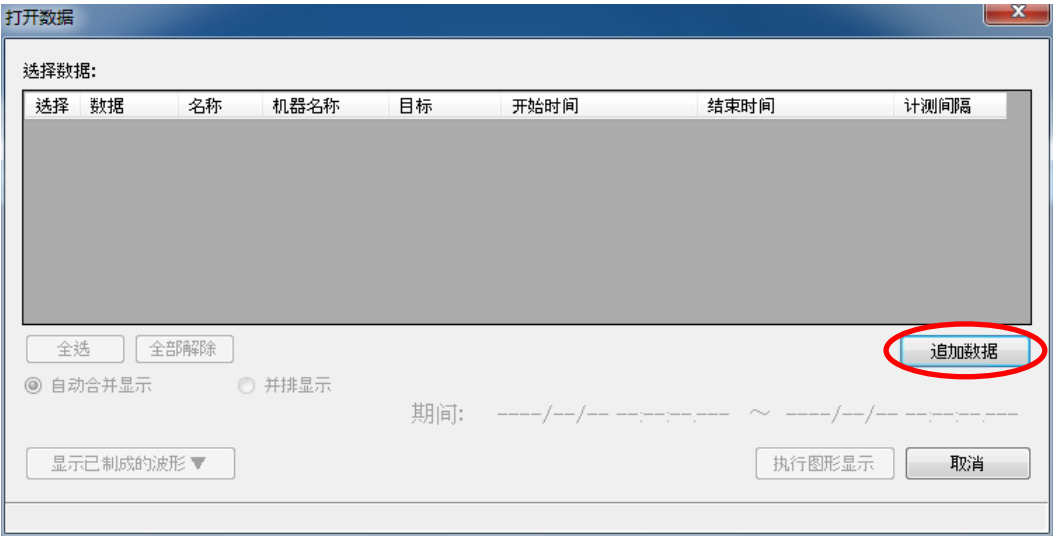 打开数据
选择数据:
选择 数据 名称 机器名称 目标 开始时间 结束时间 计测间隔
全选 全部解除 追加数据
自动合并显示 并排显示
期间: ----/--/-- --:--:--.--- ～ ----/--/-- --:--:--.---
显示已制成的波形▼ 执行图形显示 取消